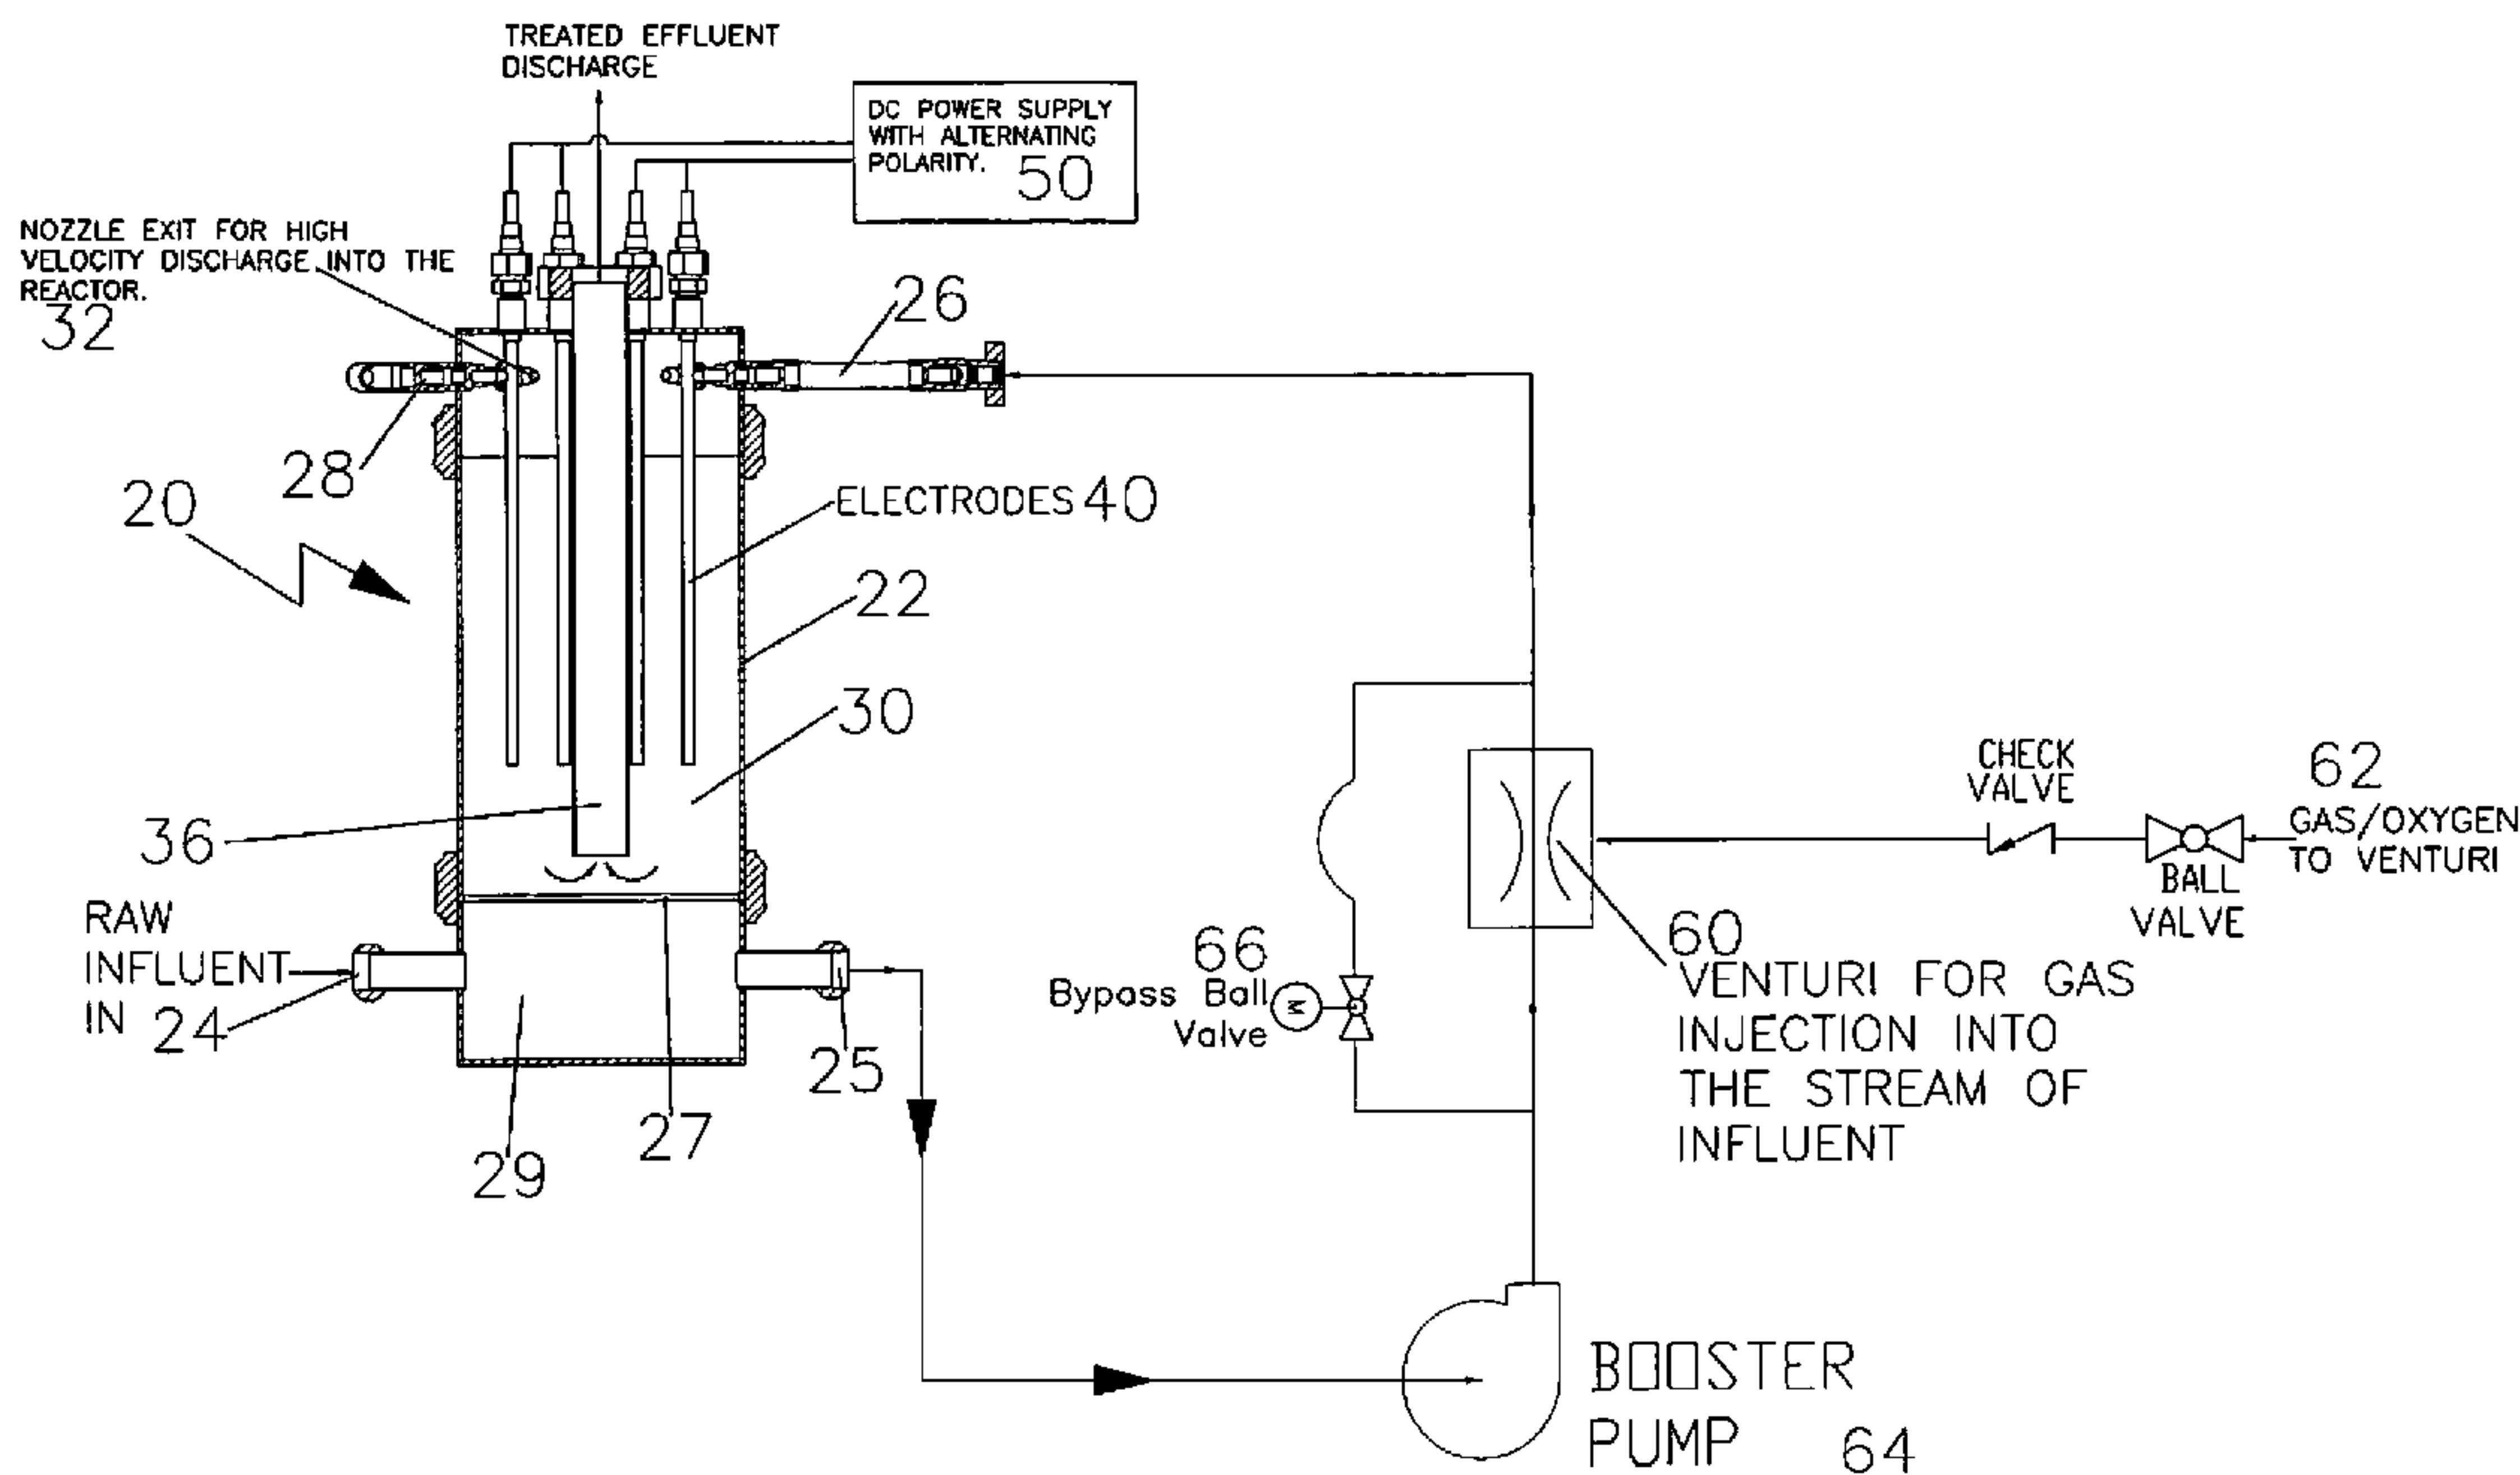 TREATED EFFLUENT
DISCHARGE
DC POWER SUPPLY
WITH ALTERNATING
POLARITY. 50
NOZZLE EXIT FOR HIGH
VELOCITY DISCHARGE INTO THE
REACTOR.
32
26
28
20
ELECTRODES 40
22
30
36
CHECK
VALVE
62
GAS/OXYGEN
TO VENTURI
BALL
VALVE
RAW
INFLUENT
IN 24
25
27
29
66
Bypass Ball
Valve
M
60
VENTURI FOR GAS
INJECTION INTO
THE STREAM OF
INFLUENT
BOOSTER
PUMP 64